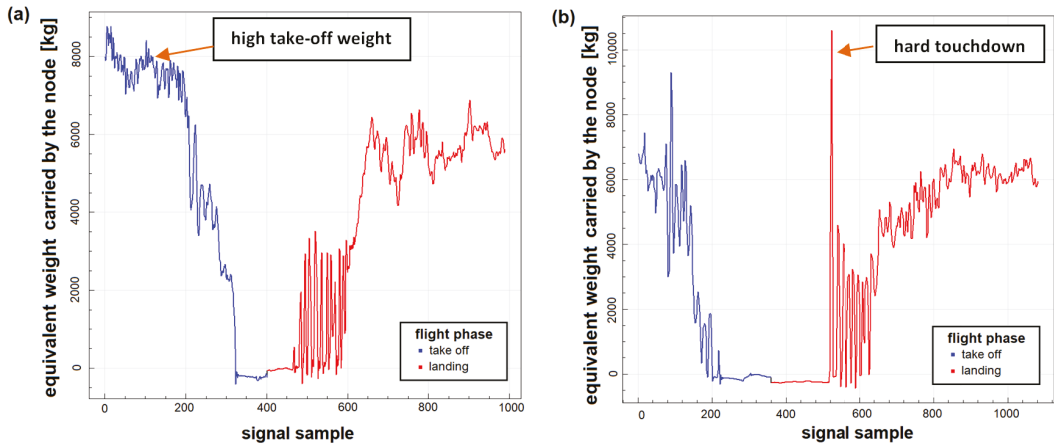 (a)
equivalent weight carried by the node [kg]
8000
6000
4000
2000
0
high take-off weight
flight phase
take off
landing
0
200
400
600
800
1000
signal sample
(b)
equivalent weight carried by the node [kg]
10,000
8000
6000
4000
2000
0
hard touchdown
flight phase
take off
landing
0
200
400
600
800
1000
signal sample